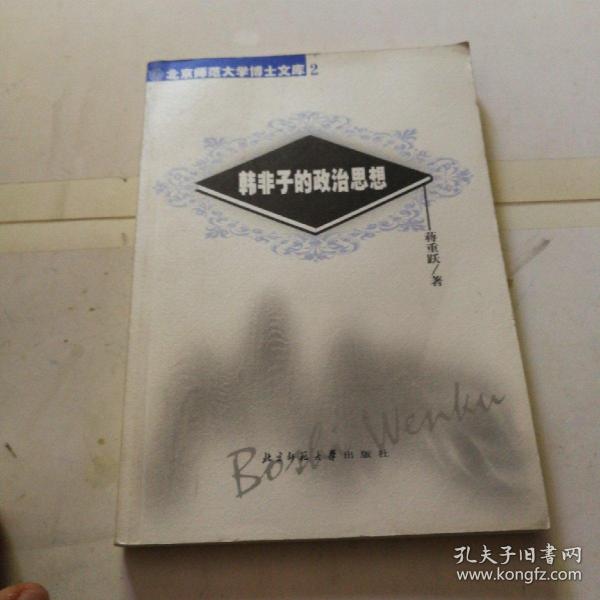 北京师范大学博士文库2
韩非子的政治思想
蒋重跃/著
Boshi Wenku
北京师范大学出版社
孔夫子旧书网
www.kongfz.com